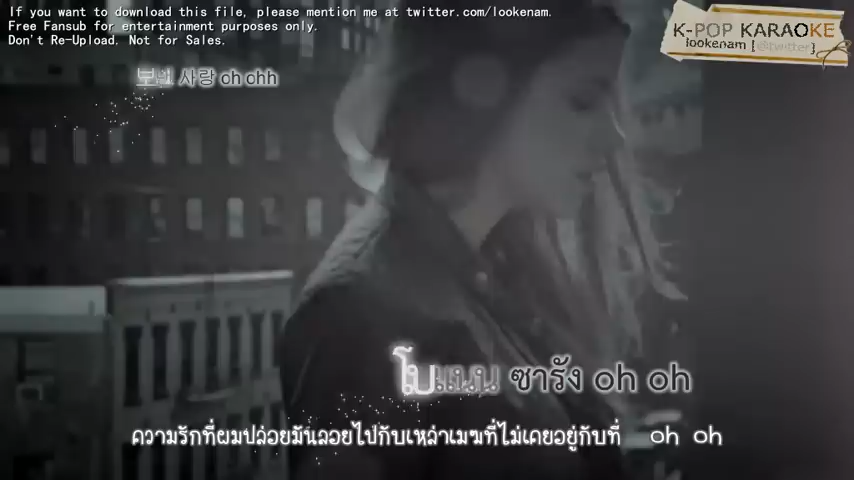 If you want to download this file, please mention me at twitter.com/lookenam.
Free Fansub for entertainment purposes only.
Don't Re-Upload. Not for Sales.
K-POP KARAOKE
lookenam [@twitter]
보낸 사랑 oh ohh
โบแนน ซารัง oh oh
ความรักที่ผมปล่อยมันลอยไปกับเหล่าเมฆที่ไม่เคยอยู่กับที่ oh oh